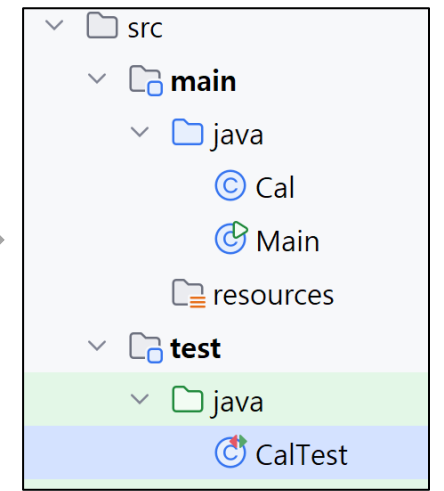 src
main
java
Cal
Main
resources
test
java
CalTest